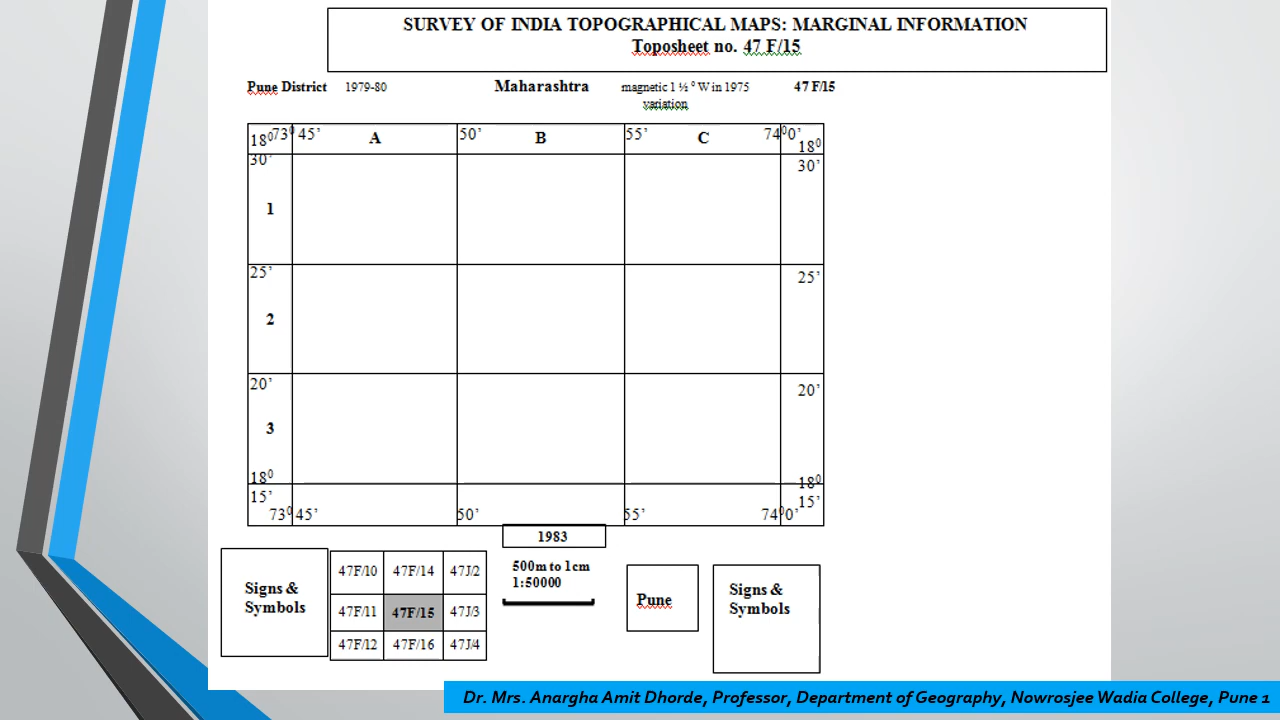 SURVEY OF INDIA TOPOGRAPHICAL MAPS: MARGINAL INFORMATION
Toposheet no. 47 F/15
Pune District 1979-80 Maharashtra magnetic 1 ½ ⁰ W in 1975 47 F/15
variation
18⁰ 73⁰ 45’ A 50’ B 55’ C 74⁰0’ 18⁰
30’ 30’
1
25’ 25’
2
20’ 20’
3
18⁰ 18⁰
15’ 15’
73⁰ 45’ 50’ 55’ 74⁰0’
1983
Signs &
Symbols
47F/10 47F/14 47J/2
47F/11 47F/15 47J/3
47F/12 47F/16 47J/4
500m to 1cm
1:50000
Pune
Signs &
Symbols
Dr. Mrs. Anargha Amit Dhorde, Professor, Department of Geography, Nowrosjee Wadia College, Pune 1